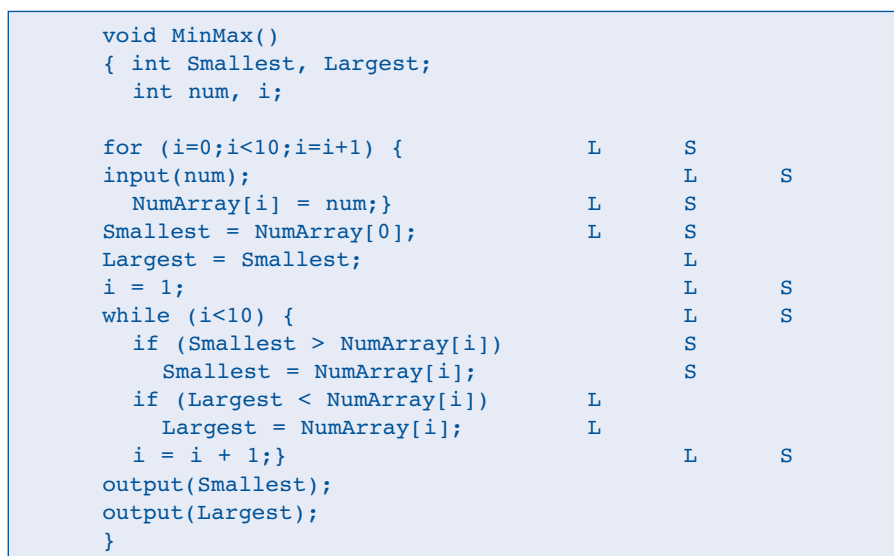 void MinMax()
{ int Smallest, Largest;
int num, i;
for (i=0;i<10;i=i+1) { L S
input(num); L S
NumArray[i] = num;} L S
Smallest = NumArray[0]; L S
Largest = Smallest; L
i = 1; L S
while (i<10) { L S
if (Smallest > NumArray[i]) S
Smallest = NumArray[i]; S
if (Largest < NumArray[i]) L
Largest = NumArray[i]; L
i = i + 1;} L S
output(Smallest);
output(Largest);
}